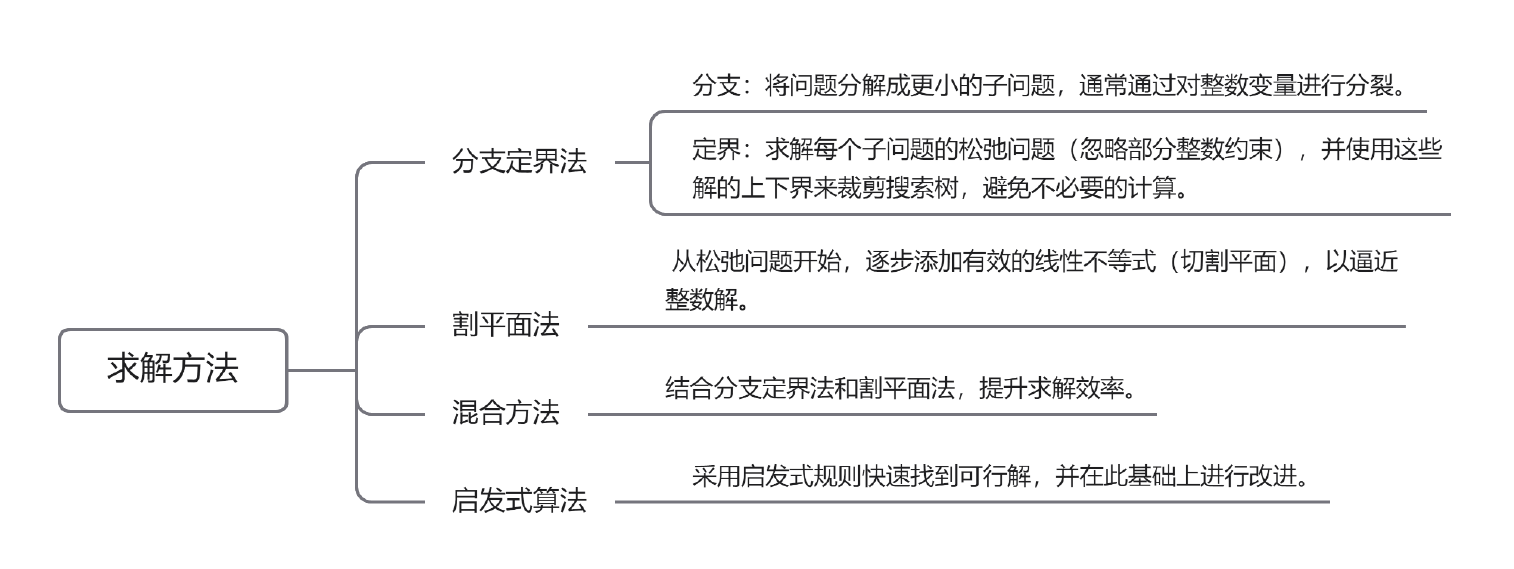 分支：将问题分解成更小的子问题，通常通过对整数变量进行分裂。
分支定界法
定界：求解每个子问题的松弛问题（忽略部分整数约束），并使用这些
解的上下界来裁剪搜索树，避免不必要的计算。
从松弛问题开始，逐步添加有效的线性不等式（切割平面），以逼近
整数解。
割平面法
求解方法
结合分支定界法和割平面法，提升求解效率。
混合方法
采用启发式规则快速找到可行解，并在此基础上进行改进。
启发式算法